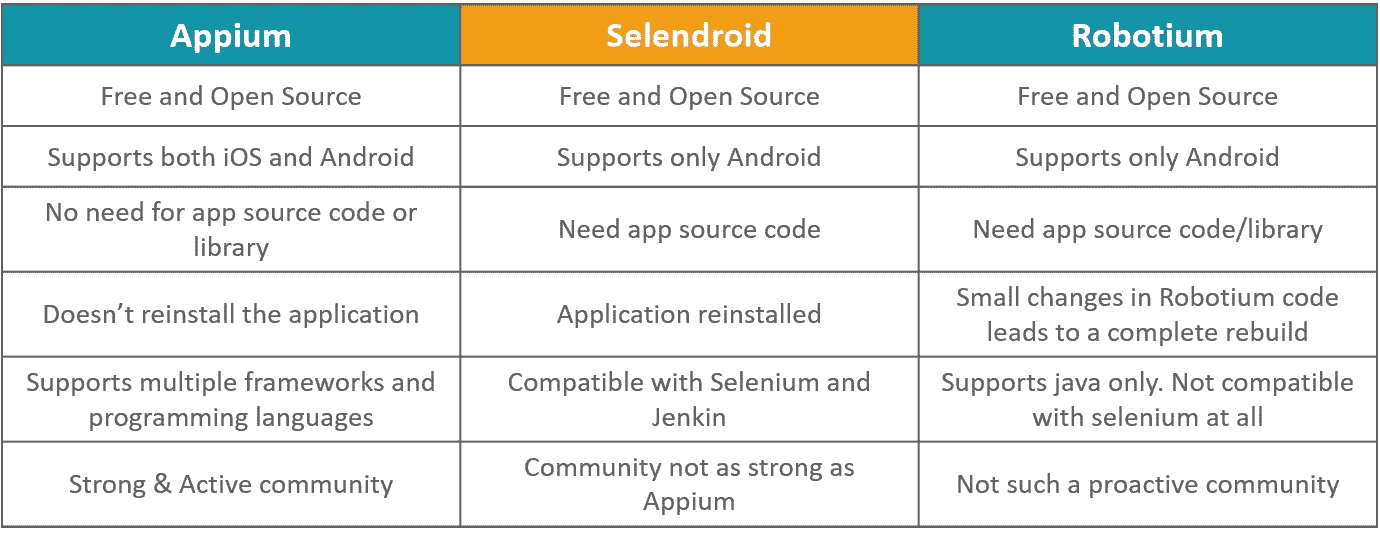 Appium
Selendroid
Robotium
Free and Open Source
Free and Open Source
Free and Open Source
Supports both iOS and Android
Supports only Android
Supports only Android
No need for app source code or
library
Need app source code
Need app source code/library
Doesn’t reinstall the application
Application reinstalled
Small changes in Robotium code
leads to a complete rebuild
Supports multiple frameworks and
programming languages
Compatible with Selenium and
Jenkin
Supports java only. Not compatible
with selenium at all
Strong & Active community
Community not as strong as
Appium
Not such a proactive community